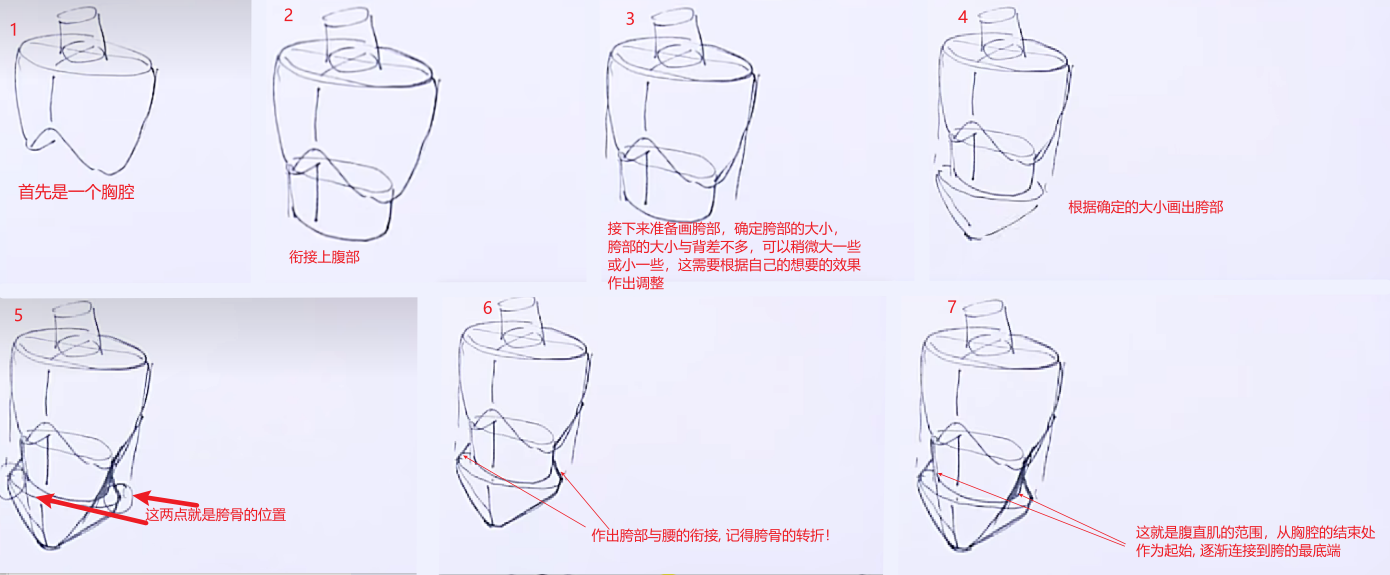 1
首先是一个胸腔
2
衔接上腹部
3
接下来准备画胯部，确定胯部的大小，
胯部的大小与背差不多，可以稍微大一些
或小一些，这需要根据自己的想要的效果
作出调整
4
根据确定的大小画出胯部
5
这两点就是胯骨的位置
6
作出胯部与腰的衔接, 记得胯骨的转折！
7
这就是腹直肌的范围，从胸腔的结束处
作为起始, 逐渐连接到胯的最底端